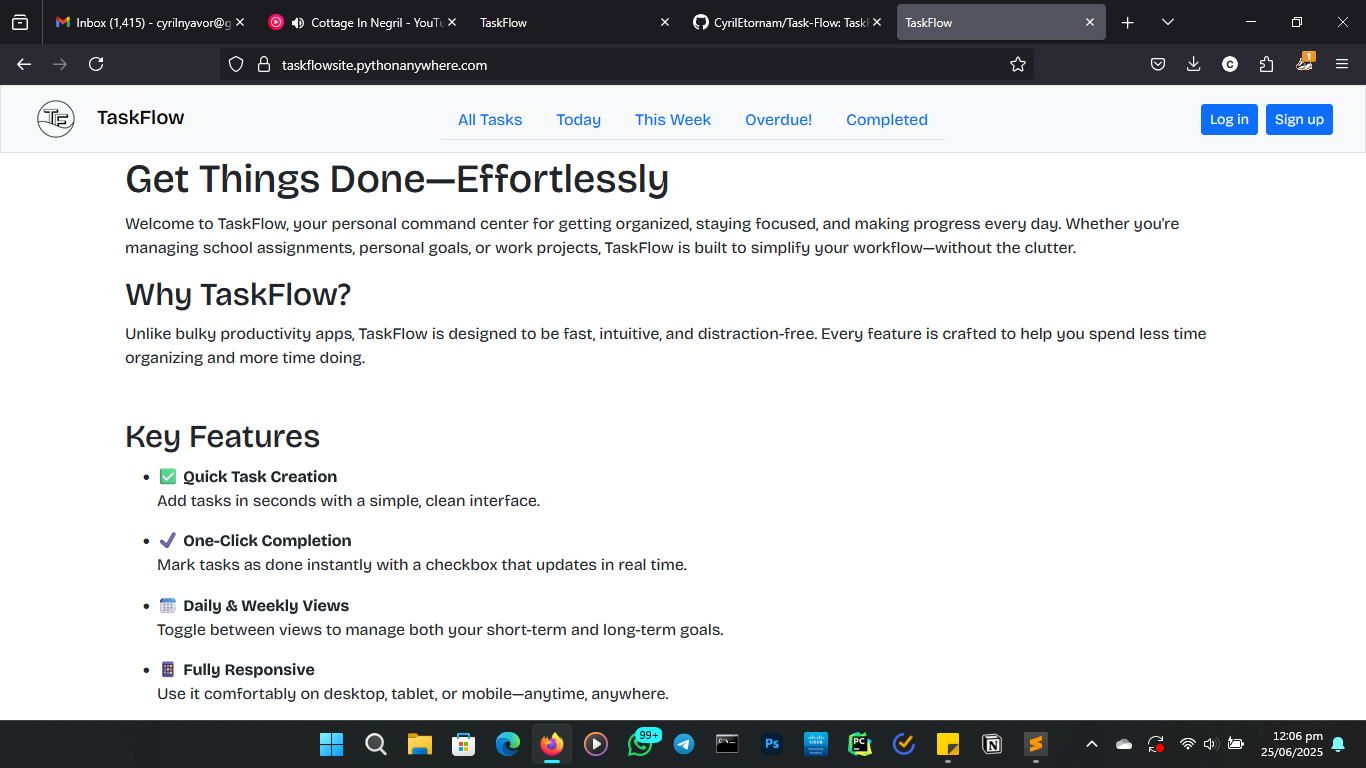 Inbox (1,415) - cyrilnyavor@g
Cottage In Negril - YouTu
TaskFlow
CyrilEtornam/Task-Flow: TaskF
TaskFlow
taskflowsite.pythonanywhere.com
C
1
TF
TaskFlow
All Tasks
Today
This Week
Overdue!
Completed
Log in
Sign up
Get Things Done—Effortlessly
Welcome to TaskFlow, your personal command center for getting organized, staying focused, and making progress every day. Whether you're
managing school assignments, personal goals, or work projects, TaskFlow is built to simplify your workflow—without the clutter.
Why TaskFlow?
Unlike bulky productivity apps, TaskFlow is designed to be fast, intuitive, and distraction-free. Every feature is crafted to help you spend less time
organizing and more time doing.
Key Features
• ✅ Quick Task Creation
Add tasks in seconds with a simple, clean interface.
• ✔ One-Click Completion
Mark tasks as done instantly with a checkbox that updates in real time.
• 📅 Daily & Weekly Views
Toggle between views to manage both your short-term and long-term goals.
• 📱 Fully Responsive
Use it comfortably on desktop, tablet, or mobile—anytime, anywhere.
99+
Ps
PC
12:06 pm
25/06/2025